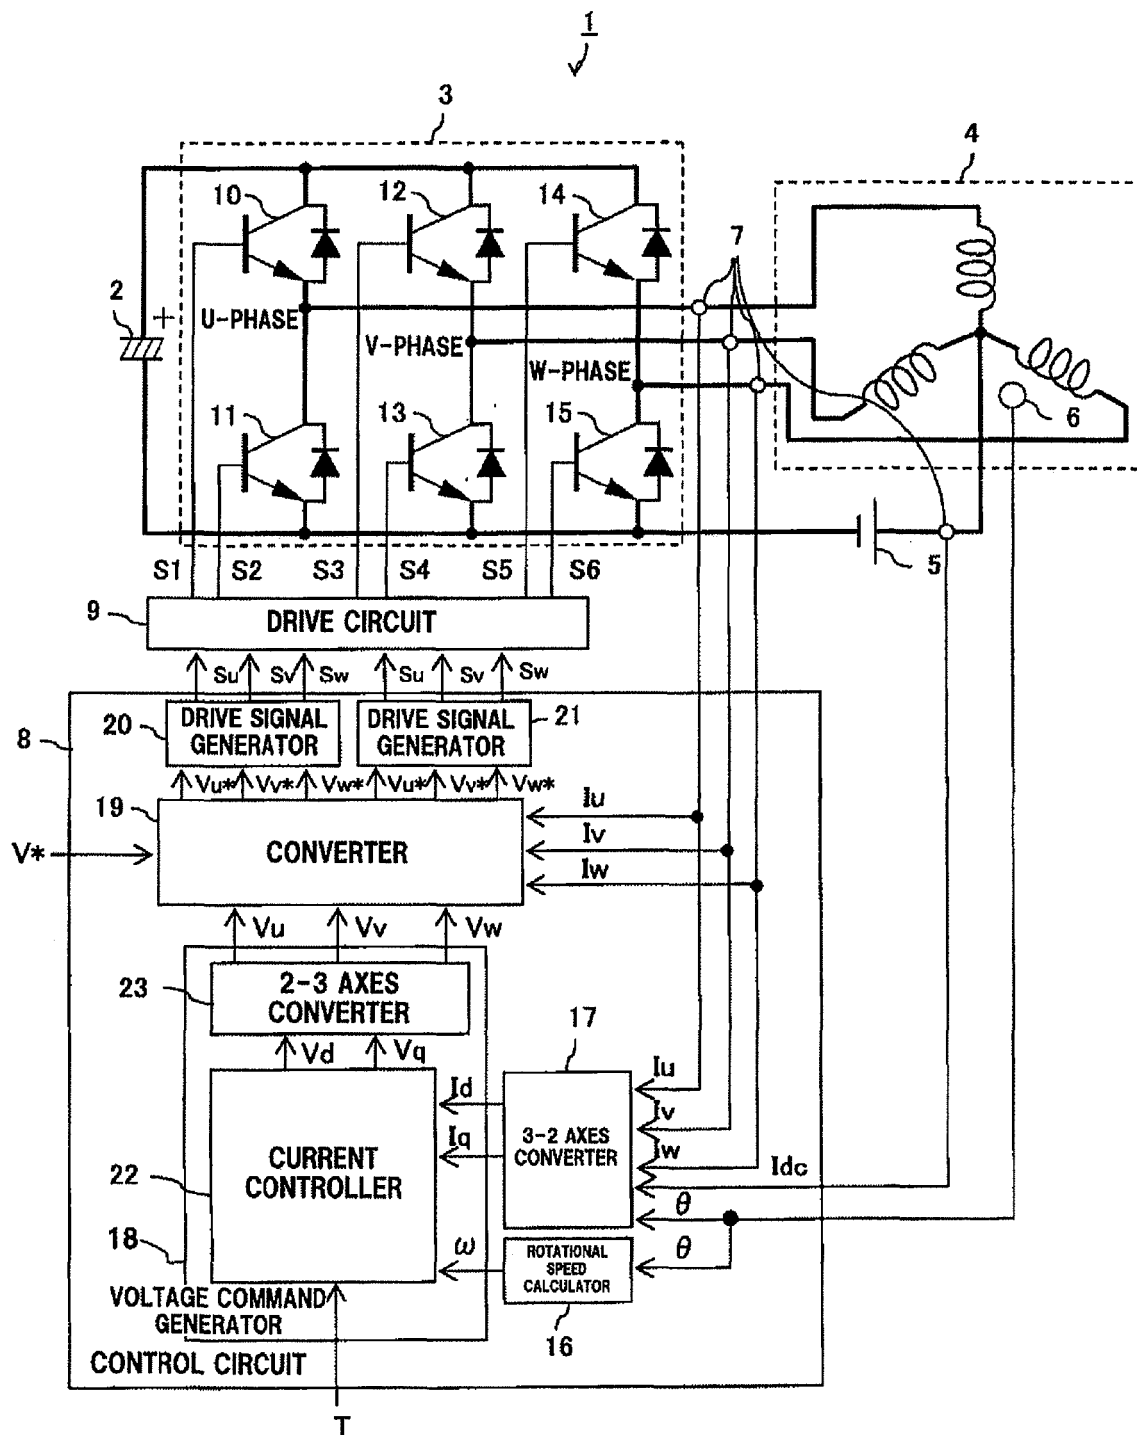 1
3
4
10
12
14
7
2
+
U-PHASE
V-PHASE
W-PHASE
11
13
15
6
5
S1 S2 S3 S4 S5 S6
9
DRIVE CIRCUIT
Su Sv Sw Su Sv Sw
8
20
DRIVE SIGNAL
GENERATOR
DRIVE SIGNAL
GENERATOR
21
Vu* Vv* Vw* Vu* Vv* Vw*
19
V*
CONVERTER
Iu
Iv
Iw
Vu Vv Vw
23
2-3 AXES
CONVERTER
17
Vd Vq
Id
Iq
22
CURRENT
CONTROLLER
3-2 AXES
CONVERTER
Iu
Iv
Iw
Idc
θ
18
ω
ROTATIONAL
SPEED
CALCULATOR
θ
16
VOLTAGE COMMAND
GENERATOR
CONTROL CIRCUIT
T